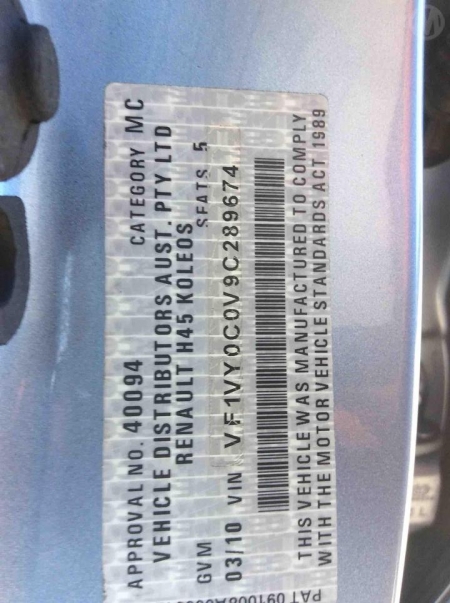 APPROVAL NO. 40094 CATEGORY MC
VEHICLE DISTRIBUTORS AUST. PTY LTD
RENAULT H45 KOLEOS
GVM SEATS 5
03/10 VIN VF1VY0C0V9C289674
THIS VEHICLE WAS MANUFACTURED TO COMPLY
WITH THE MOTOR VEHICLE STANDARDS ACT 1989
PAT